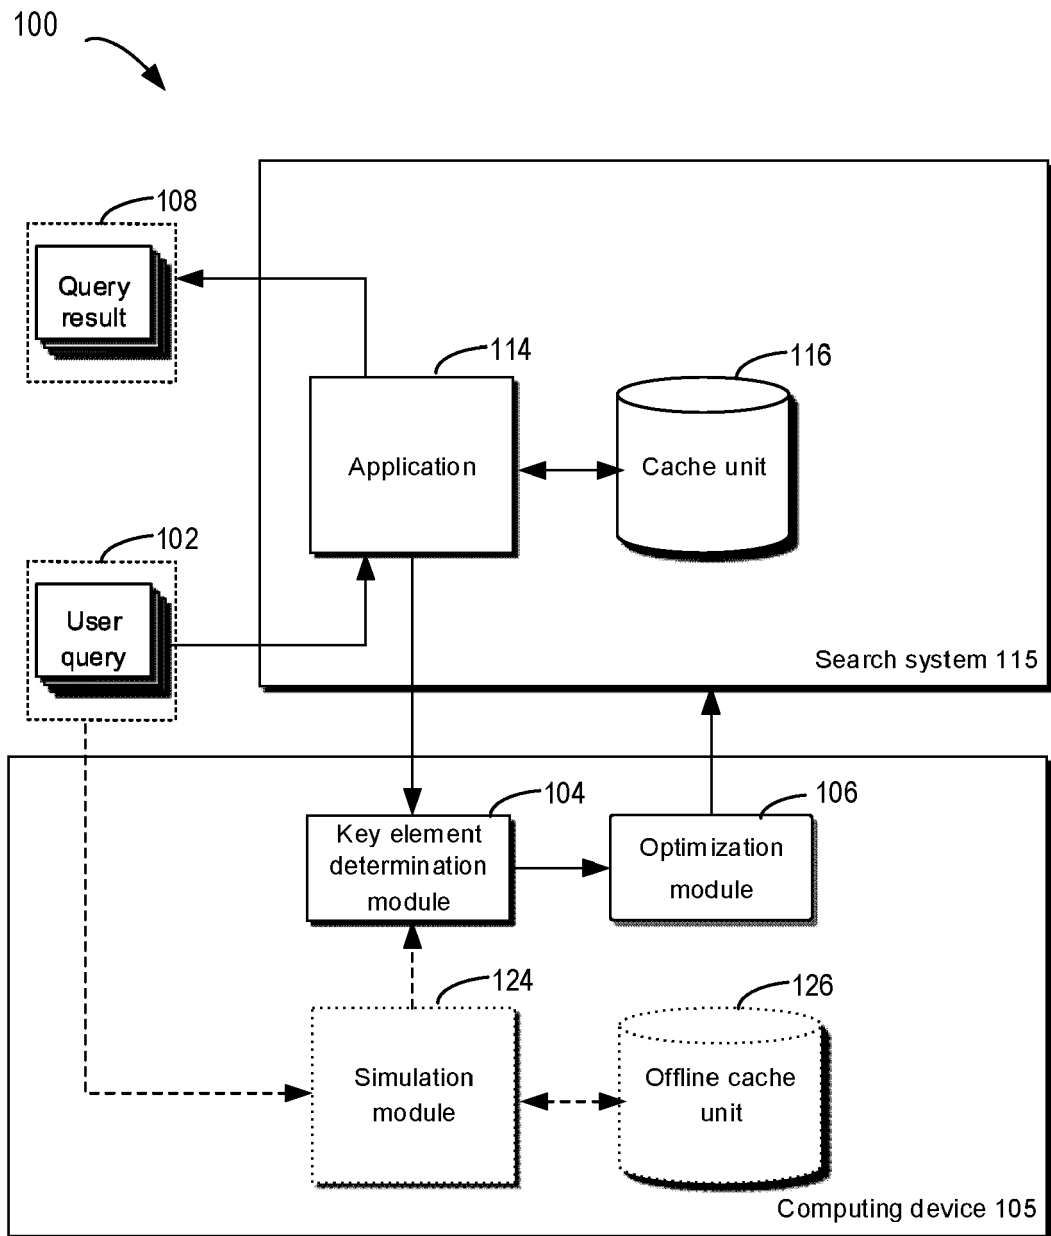 100
108
Query
result
114
116
Application
Cache unit
102
User
query
Search system 115
104
106
Key element
determination
module
Optimization
module
124
126
Simulation
module
Offline cache
unit
Computing device 105